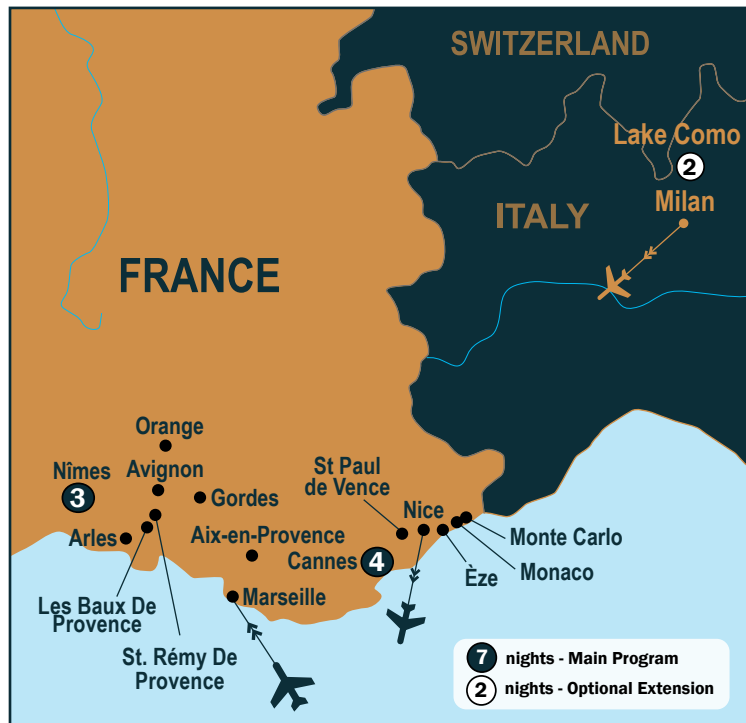 SWITZERLAND
Lake Como
2
Milan
ITALY
FRANCE
Orange
Nîmes
3
Avignon
Gordes
St Paul
de Vence
Nice
Arles
Aix-en-Provence
Cannes 4
Monte Carlo
Monaco
Èze
Les Baux De
Provence
Marseille
St. Rémy De
Provence
7 nights - Main Program
2 nights - Optional Extension